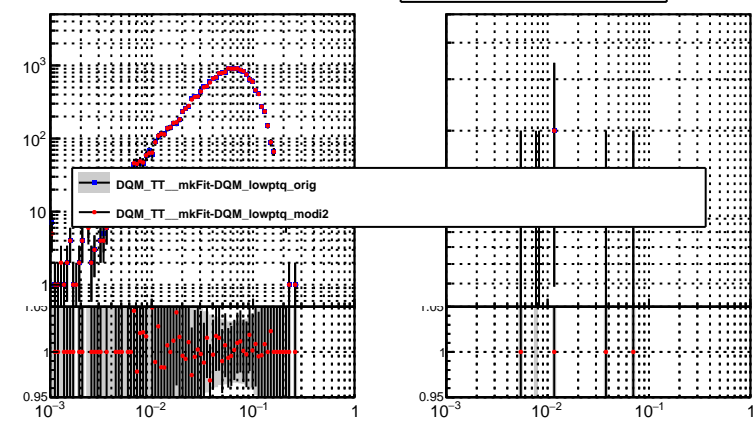 10³
10²
DQM_TT__mkFit-DQM_lowptq_orig
10
DQM_TT__mkFit-DQM_lowptq_modi2
1
1.05 1.05
1 1
0.95 0.95
10⁻³ 10⁻² 10⁻¹ 1 10⁻³ 10⁻² 10⁻¹ 1